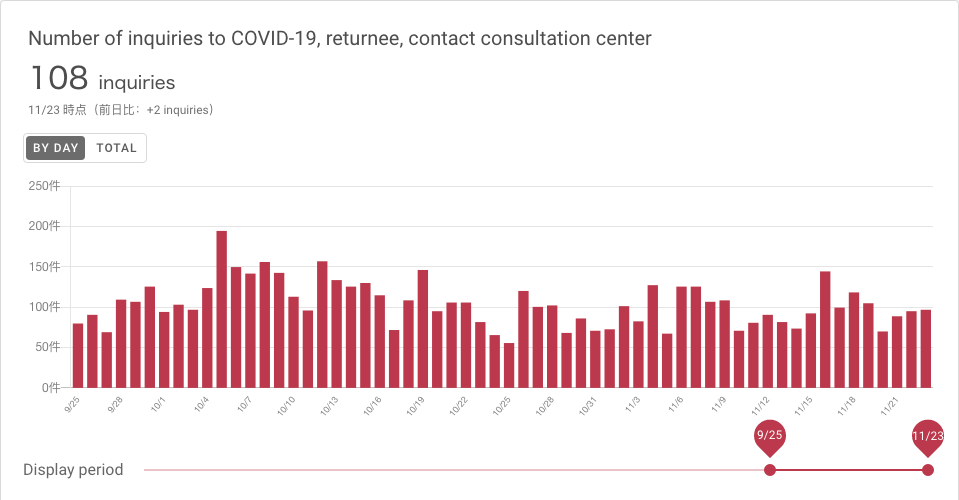 Number of inquiries to COVID-19, returnee, contact consultation center
108 inquiries
11/23 時点（前日比：+2 inquiries）
BY DAY TOTAL
250件
200件
150件
100件
50件
0件
9/25 9/28 10/1 10/4 10/7 10/10 10/13 10/16 10/19 10/22 10/25 10/28 10/31 11/3 11/6 11/9 11/12 11/15 11/18 11/21
9/25 11/23
Display period